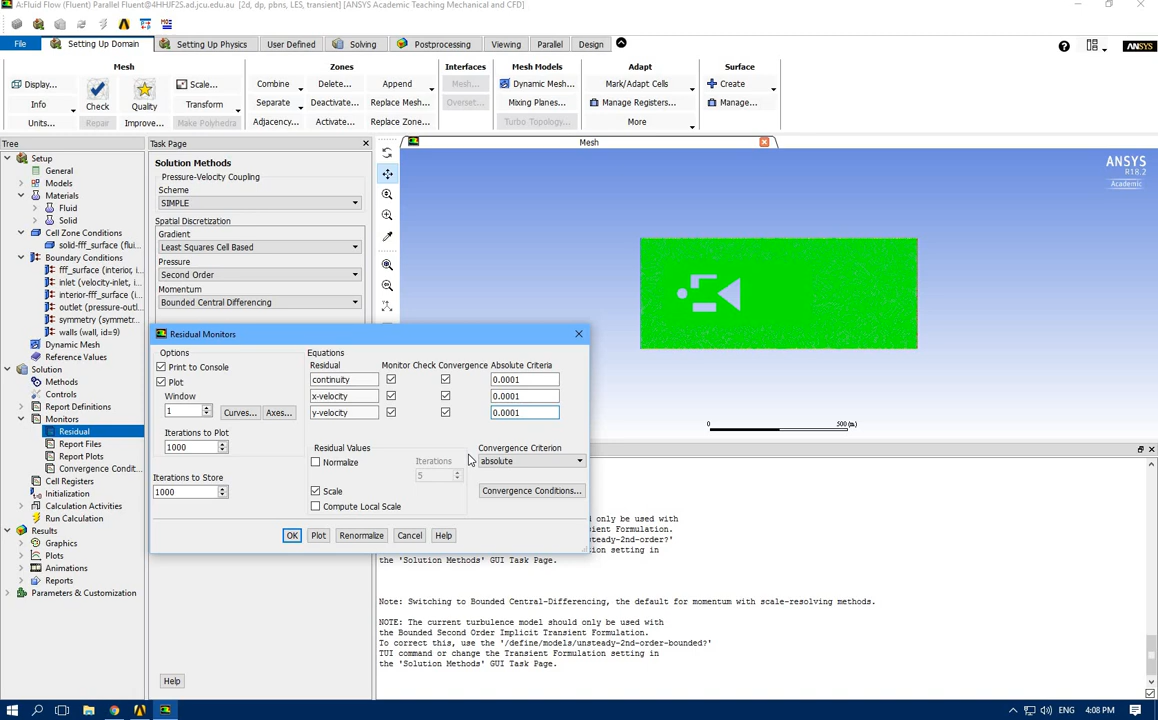 A:Fluid Flow (Fluent) Parallel Fluent@4HHJF2S.ad.jcu.edu.au [2d, dp, pbns, LES, transient] [ANSYS Academic Teaching Mechanical and CFD]
File Setting Up Domain Setting Up Physics User Defined Solving Postprocessing Viewing Parallel Design ANSYS
Mesh Zones Interfaces Mesh Models Adapt Surface
Display... Scale... Combine Delete... Append Mesh... Dynamic Mesh... Mark/Adapt Cells Create
Info Check Quality Transform Separate Deactivate... Replace Mesh... Overset... Mixing Planes... Manage Registers... Manage...
Units... Repair Improve... Make Polyhedra Adjacency... Activate... Replace Zone... Turbo Topology... More
Tree
Setup
General
Models
Materials
Fluid
Solid
Cell Zone Conditions
sold-fff_surface (flui...
Boundary Conditions
fff_surface (interior, i...
inlet (velocity-inlet, i...
interior-fff_surface (i...
outlet (pressure-outl...
symmetry (symmetr...
walls (wall, id=9)
Dynamic Mesh
Reference Values
Solution
Methods
Controls
Report Definitions
Monitors
Residual
Report Files
Report Plots
Convergence Condit...
Cell Registers
Initialization
Calculation Activities
Run Calculation
Results
Graphics
Plots
Animations
Reports
Parameters & Customization
Task Page
Solution Methods
Pressure-Velocity Coupling
Scheme
SIMPLE
Spatial Discretization
Gradient
Least Squares Cell Based
Pressure
Second Order
Momentum
Bounded Central Differencing
Help
Mesh
ANSYS
R18.2
Academic
0 500 (m)
Residual Monitors
Options
Print to Console
Plot
Window
1 Curves... Axes...
Iterations to Plot
1000
Iterations to Store
1000
Equations
Residual Monitor Check Convergence Absolute Criteria
continuity 0.0001
x-velocity 0.0001
y-velocity 0.0001
Residual Values
Normalize Iterations
5
Scale
Compute Local Scale
Convergence Criterion
absolute
Convergence Conditions...
OK Plot Renormalize Cancel Help
d only be used with
sient Formulation.
steady-2nd-order?'
ion setting in
the 'Solution Methods' GUI Task Page.
Note: Switching to Bounded Central-Differencing, the default for momentum with scale-resolving methods.
NOTE: The current turbulence model should only be used with
the Bounded Second Order Implicit Transient Formulation.
To correct this, use the '/define/models/unsteady-2nd-order-bounded?'
TUI command or change the Transient Formulation setting in
the 'Solution Methods' GUI Task Page.
ENG 4:08 PM